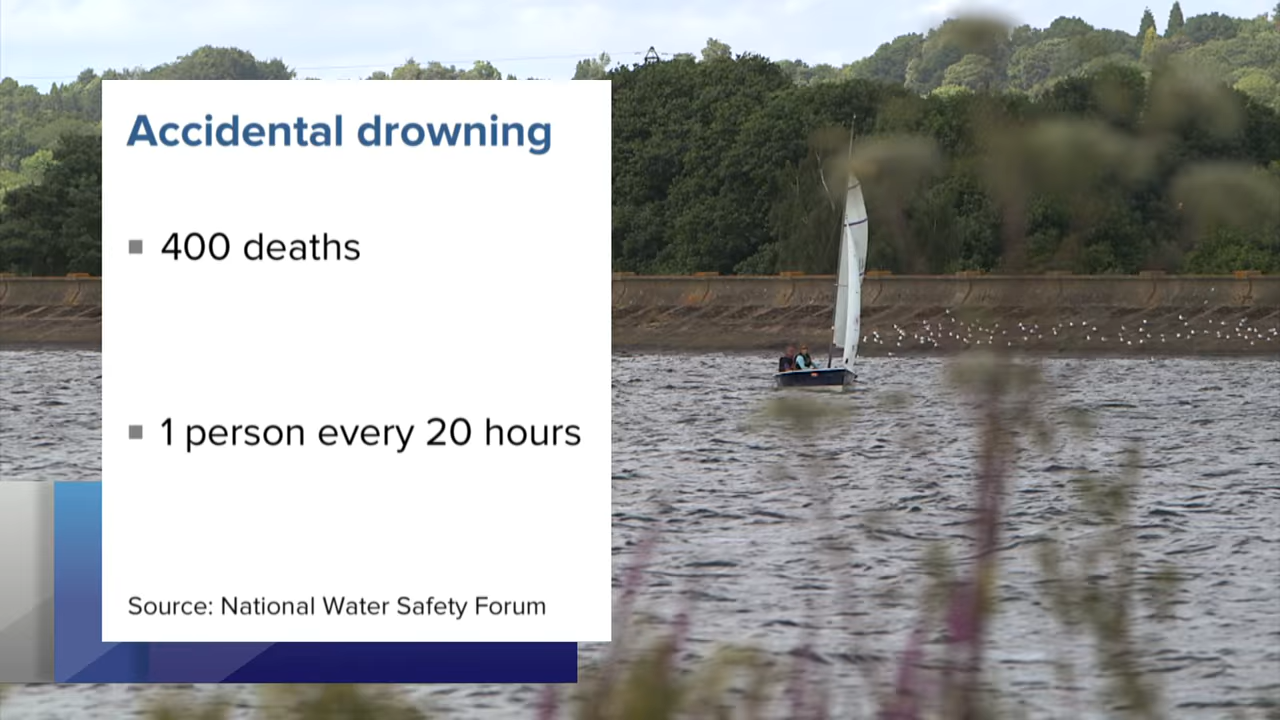 Accidental drowning
400 deaths
1 person every 20 hours
Source: National Water Safety Forum